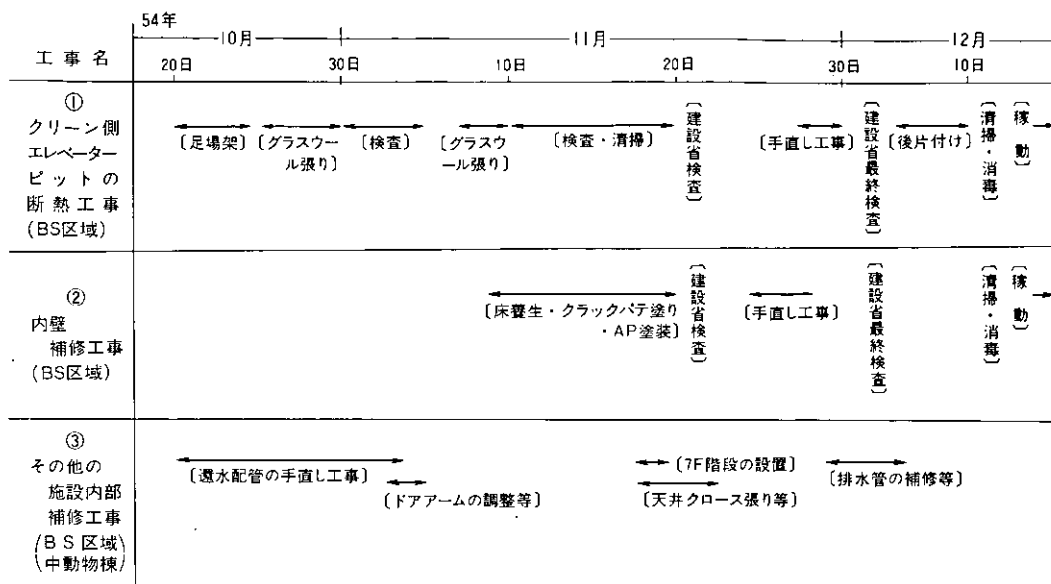 54年
10月 11月 12月
工事名 20日 30日 10日 20日 30日 10日
①
クリーン側
エレベーター
ピットの
断熱工事
(BS区域)
〔足場架〕
〔グラスウー
ル張り〕
〔検査〕
〔グラスウ
ール張り〕
〔検査・清掃〕
〔建設省検査〕
〔手直し工事〕
〔建設省最終検査〕
〔後片付け〕
〔清掃・消毒〕
〔稼動〕
②
内壁
補修工事
(BS区域)
〔床養生・クラックパテ塗り
・AP塗装〕
〔建設省検査〕
〔手直し工事〕
〔建設省最終検査〕
〔清掃・消毒〕
〔稼動〕
③
その他の
施設内部
補修工事
(BS区域)
(中動物棟)
〔還水配管の手直し工事〕
〔ドアアームの調整等〕
〔7F階段の設置〕
〔天井クロース張り等〕
〔排水管の補修等〕